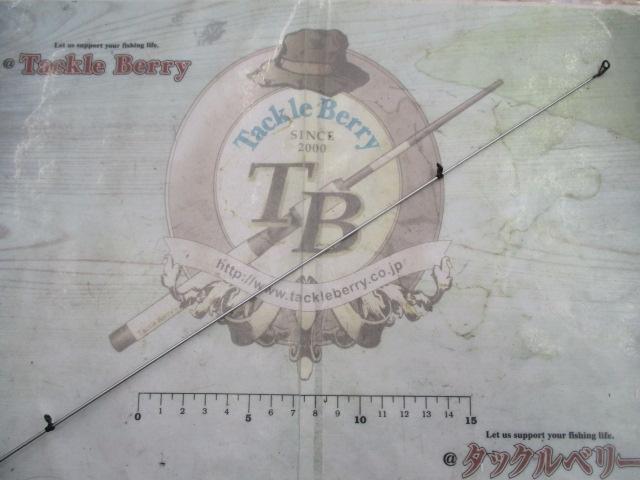 Let us support your fishing life.
@ Tackle Berry
Tackle Berry
SINCE
2000
TB
http://www.tackleberry.co.jp
0 1 2 3 4 5 6 7 8 9 10 11 12 13 14 15
Let us support your fishing life.
@ タックルベリー